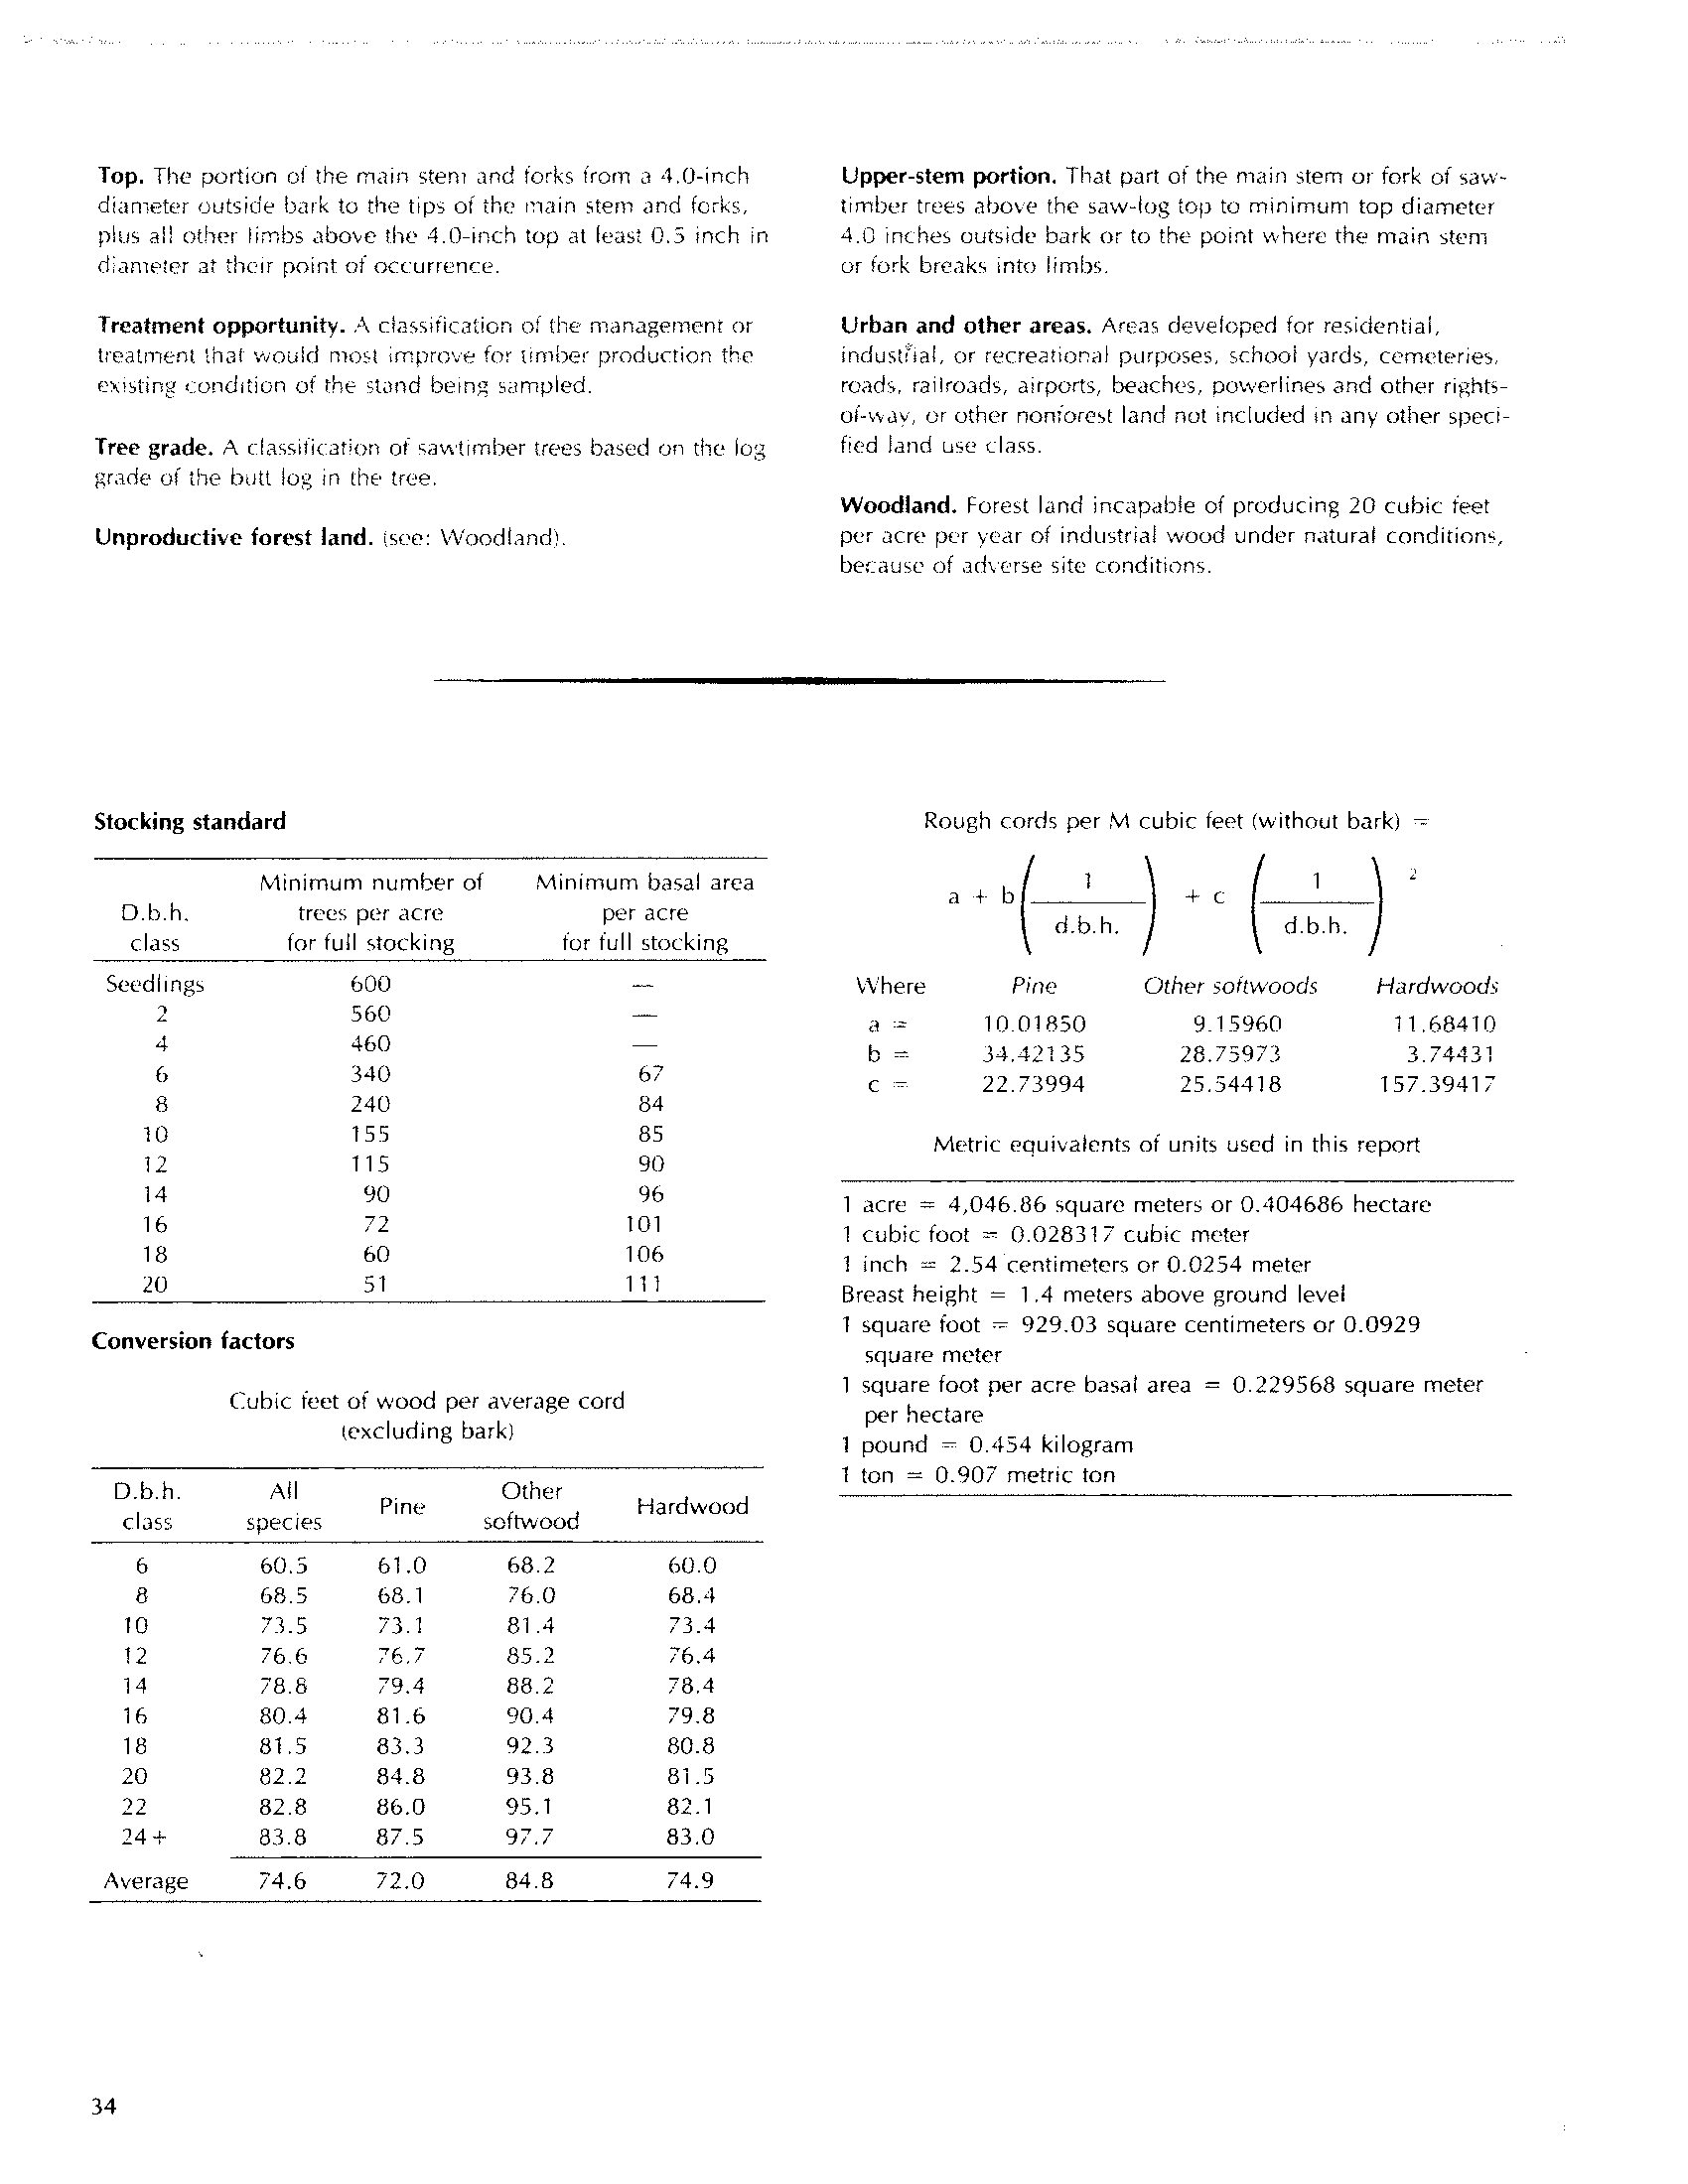 Top. The portion of the main stem and forks from a 4.0-inch
diameter outside bark to the tips of the main stem and forks,
plus all other limbs above the 4.0-inch top at least 0.5 inch in
diameter at their point of occurrence.
Treatment opportunity. A classification of the management or
treatment that would most improve for timber production the
existing condition of the stand being sampled.
Tree grade. A classification of sawtimber trees based on the log
grade of the butt log in the tree.
Unproductive forest land. (see: Woodland).
Upper-stem portion. That part of the main stem or fork of saw-
timber trees above the saw-log top to minimum top diameter
4.0 inches outside bark or to the point where the main stem
or fork breaks into limbs.
Urban and other areas. Areas developed for residential,
industrial, or recreational purposes, school yards, cemeteries,
roads, railroads, airports, beaches, powerlines and other rights-
of-way, or other nonforest land not included in any other speci-
fied land use class.
Woodland. Forest land incapable of producing 20 cubic feet
per acre per year of industrial wood under natural conditions,
because of adverse site conditions.
Stocking standard
Minimum number of Minimum basal area
D.b.h. trees per acre per acre
class for full stocking for full stocking
Seedlings 600 —
2 560 —
4 460 —
6 340 67
8 240 84
10 155 85
12 115 90
14 90 96
16 72 101
18 60 106
20 51 111
Conversion factors
Cubic feet of wood per average cord
(excluding bark)
D.b.h. All Other
Pine Hardwood
class species softwood
6 60.5 61.0 68.2 60.0
8 68.5 68.1 76.0 68.4
10 73.5 73.1 81.4 73.4
12 76.6 76.7 85.2 76.4
14 78.8 79.4 88.2 78.4
16 80.4 81.6 90.4 79.8
18 81.5 83.3 92.3 80.8
20 82.2 84.8 93.8 81.5
22 82.8 86.0 95.1 82.1
24+ 83.8 87.5 97.7 83.0
Average 74.6 72.0 84.8 74.9
Rough cords per M cubic feet (without bark) =
a + b ( 1 / d.b.h. ) + c ( 1 / d.b.h. ) 2
Where Pine Other softwoods Hardwoods
a = 10.01850 9.15960 11.68410
b = 34.42135 28.75973 3.74431
c = 22.73994 25.54418 157.39417
Metric equivalents of units used in this report
1 acre = 4,046.86 square meters or 0.404686 hectare
1 cubic foot = 0.028317 cubic meter
1 inch = 2.54 centimeters or 0.0254 meter
Breast height = 1.4 meters above ground level
1 square foot = 929.03 square centimeters or 0.0929
square meter
1 square foot per acre basal area = 0.229568 square meter
per hectare
1 pound = 0.454 kilogram
1 ton = 0.907 metric ton
34